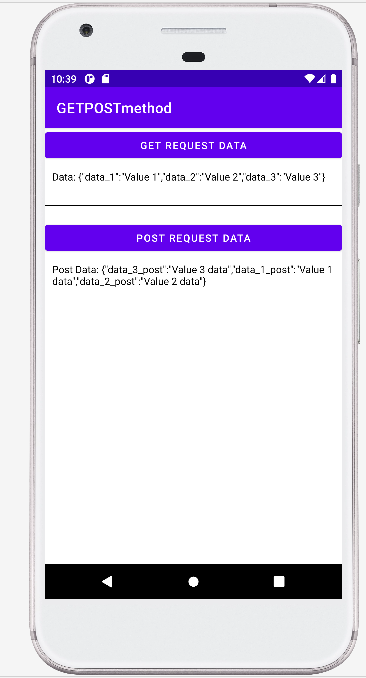 10:39
GETPOSTmethod
GET REQUEST DATA
Data: {"data_1":"Value 1","data_2":"Value 2","data_3":"Value 3"}
POST REQUEST DATA
Post Data: {"data_3_post":"Value 3 data","data_1_post":"Value 1
data","data_2_post":"Value 2 data"}